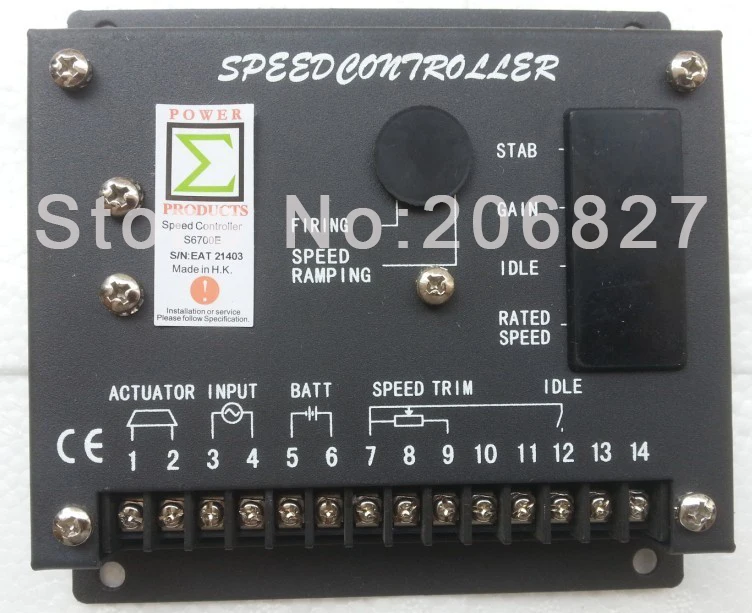 SPEED CONTROLLER
POWER
Σ
PRODUCTS
Speed Controller
S6700E
S/N:EAT 21403
Made in H.K.
!
Installation or service
Please follow Specification.
FIRING
SPEED
RAMPING
STAB
GAIN
IDLE
RATED
SPEED
No:206827
ACTUATOR INPUT BATT SPEED TRIM IDLE
CE 1 2 3 4 5 6 7 8 9 10 11 12 13 14